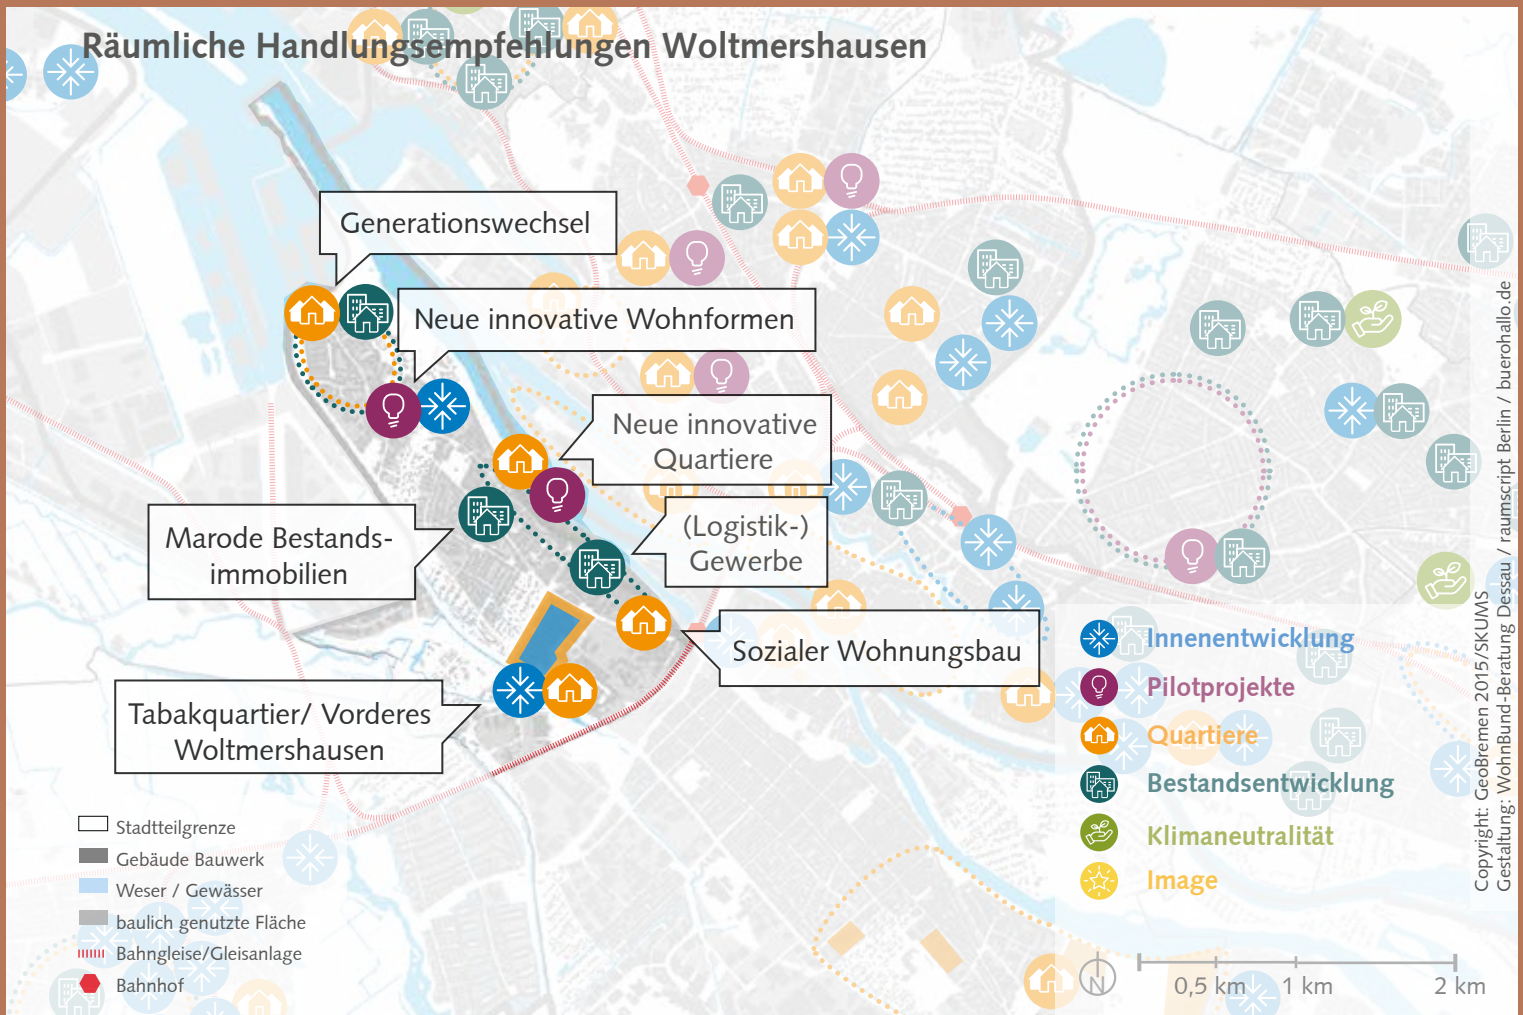 Räumliche Handlungsempfehlungen Woltmershausen
Generationswechsel
Neue innovative Wohnformen
Neue innovative
Quartiere
(Logistik-)
Gewerbe
Marode Bestands-
immobilien
Sozialer Wohnungsbau
Tabakquartier/ Vorderes
Woltmershausen
Innenentwicklung
Pilotprojekte
Quartiere
Bestandsentwicklung
Klimaneutralität
Image
Stadtteilgrenze
Gebäude Bauwerk
Weser / Gewässer
baulich genutzte Fläche
Bahngleise/Gleisanlage
Bahnhof
N
0,5 km
1 km
2 km
Copyright: GeoBremen 2015/SKUMS
Gestaltung: WohnBund-Beratung Dessau / raumscript Berlin / buerohallo.de